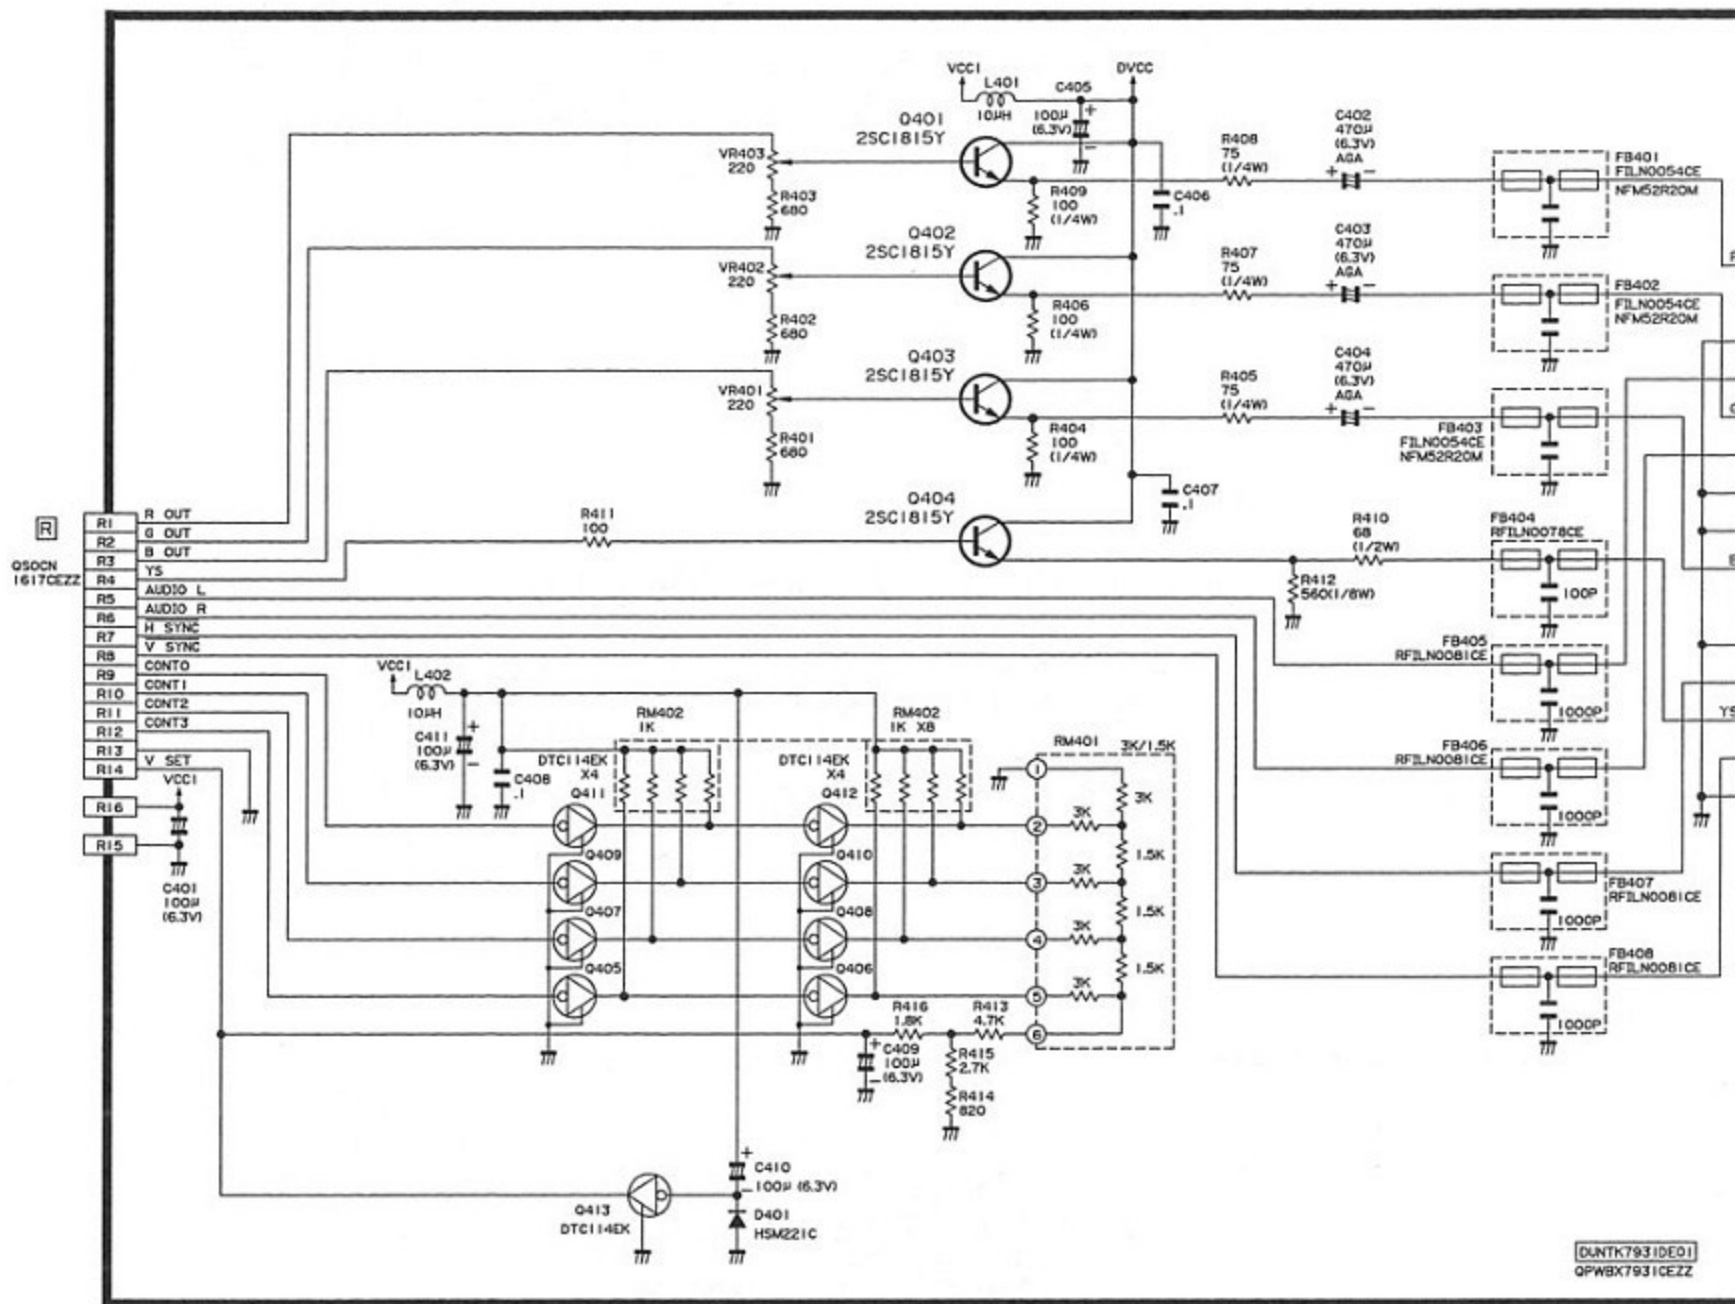 VCC1
DVCC
L401
10μH
C405
100μ
(6.3V)
+
-
Q401
2SC1815Y
VR403
220
R403
680
R409
100
(1/4W)
C406
.1
R408
75
(1/4W)
C402
470μ
(6.3V)
AGA
+ -
FB401
FILN0054CE
NFM52R20M
Q402
2SC1815Y
VR402
220
R402
680
R406
100
(1/4W)
R407
75
(1/4W)
C403
470μ
(6.3V)
AGA
+ -
FB402
FILN0054CE
NFM52R20M
Q403
2SC1815Y
VR401
220
R401
680
R404
100
(1/4W)
R405
75
(1/4W)
C404
470μ
(6.3V)
AGA
+ -
FB403
FILN0054CE
NFM52R20M
C407
.1
Q404
2SC1815Y
R411
100
R410
68
(1/2W)
R412
560(1/8W)
FB404
RFILN0078CE
100P
R
QSOCN
1617CEZZ
R1 R OUT
R2 G OUT
R3 B OUT
R4 YS
R5 AUDIO L
R6 AUDIO R
R7 H SYNC
R8 V SYNC
R9 CONT0
R10 CONT1
R11 CONT2
R12 CONT3
R13
R14 V SET
VCC1
R16
R15
C401
100μ
(6.3V)
FB405
RFILN0081CE
1000P
YS
FB406
RFILN0081CE
1000P
FB407
RFILN0081CE
1000P
FB408
RFILN0081CE
1000P
VCC1
L402
10μH
C411
100μ
(6.3V)
+
-
C408
.1
RM402
1K
DTC114EK
X4
Q411
Q409
Q407
Q405
RM402
1K X8
DTC114EK
X4
Q412
Q410
Q408
Q406
RM401
3K/1.5K
1
3K
2
3K
1.5K
3
3K
1.5K
4
3K
1.5K
5
3K
6
R416
1.8K
R413
4.7K
C409
100μ
(6.3V)
+
-
R415
2.7K
R414
820
+
C410
-
100μ (6.3V)
D401
HSM221C
Q413
DTC114EK
DUNTK7931DE01
QPWBX7931CEZZ